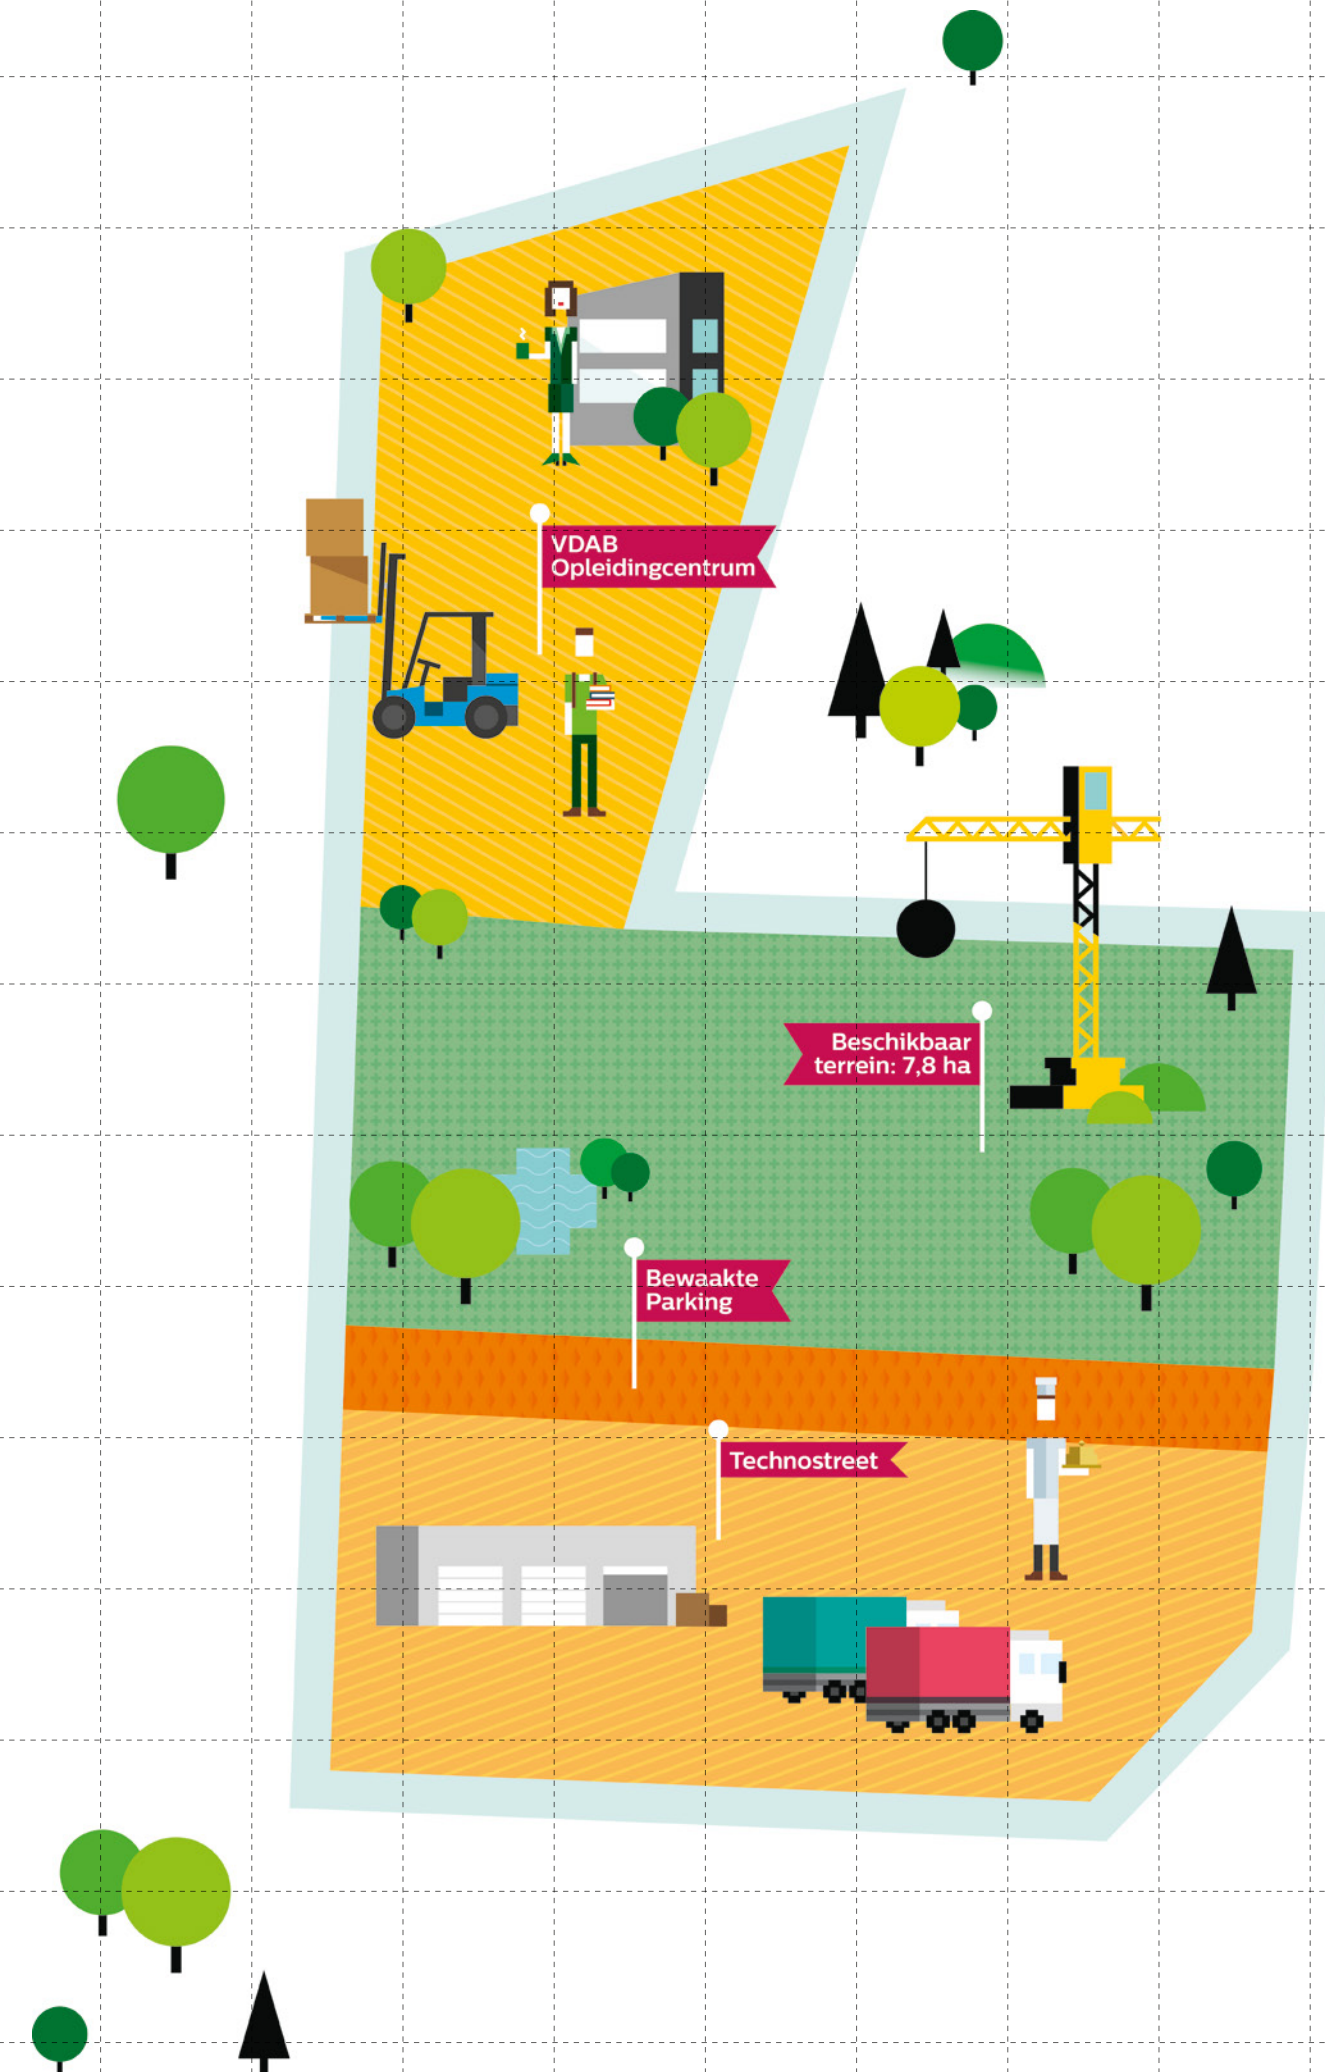 VDAB
Opleidingcentrum
Beschikbaar
terrein: 7,8 ha
Bewaakte
Parking
Technostreet